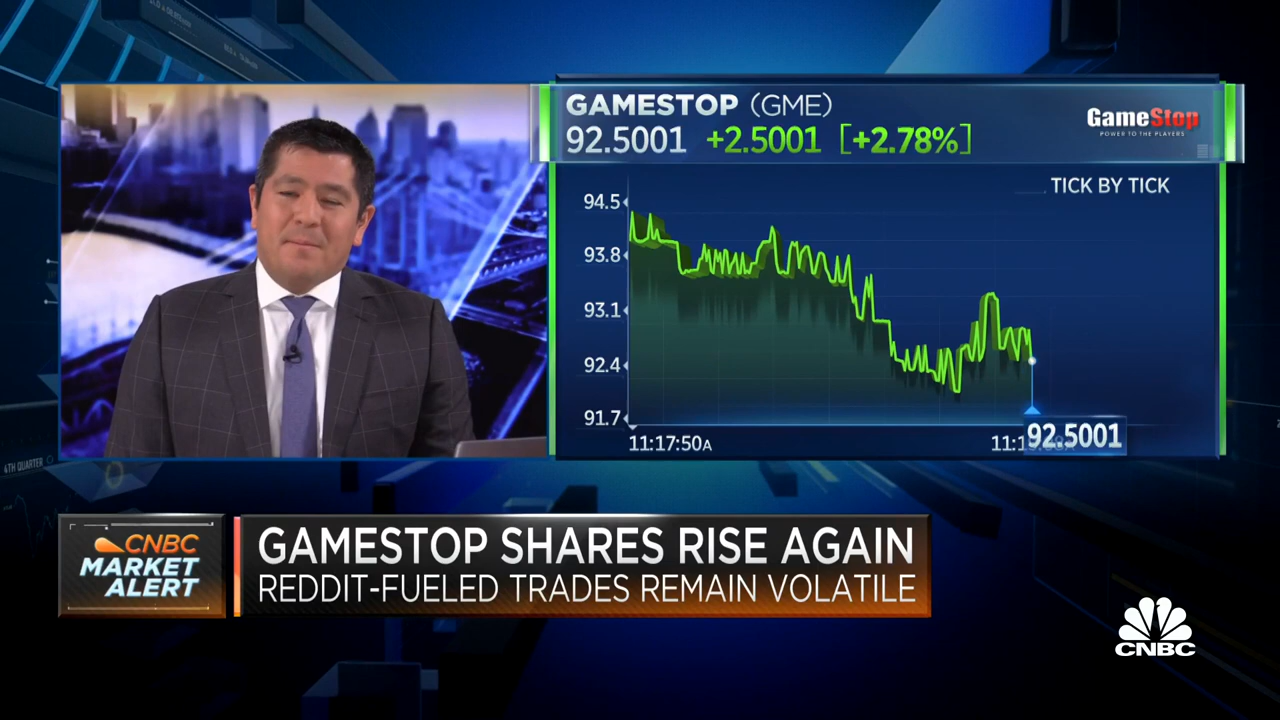 GAMESTOP (GME)
92.5001 +2.5001 [+2.78%]
GameStop
POWER TO THE PLAYERS
TICK BY TICK
94.5
93.8
93.1
92.4
91.7
11:17:50A
92.5001
4TH QUARTER
CNBC
MARKET
ALERT
GAMESTOP SHARES RISE AGAIN
REDDIT-FUELED TRADES REMAIN VOLATILE
CNBC